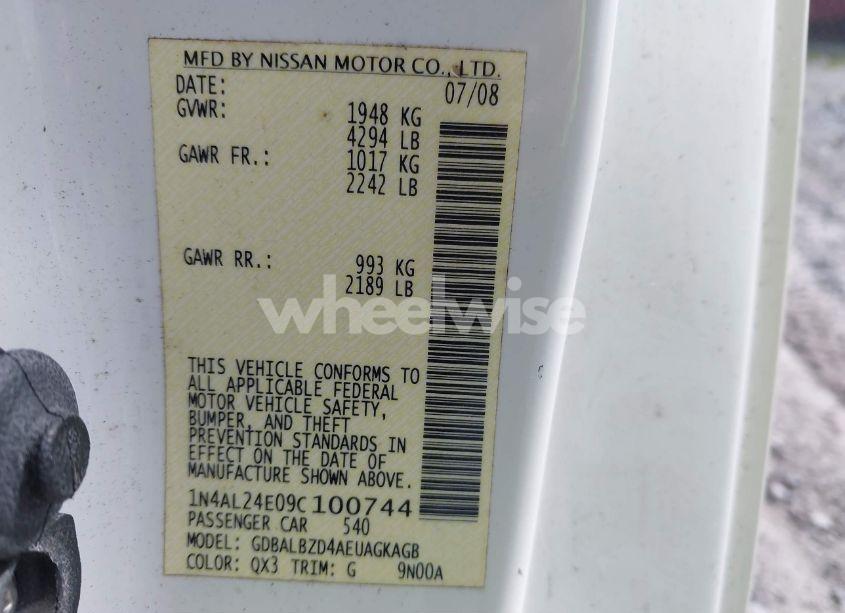 MFD BY NISSAN MOTOR CO., LTD.
DATE: 07/08
GVWR: 1948 KG
4294 LB
GAWR FR.: 1017 KG
2242 LB
GAWR RR.: 993 KG
2189 LB
wheelwise
THIS VEHICLE CONFORMS TO
ALL APPLICABLE FEDERAL
MOTOR VEHICLE SAFETY,
BUMPER, AND THEFT
PREVENTION STANDARDS IN
EFFECT ON THE DATE OF
MANUFACTURE SHOWN ABOVE.
1N4AL24E09C100744
PASSENGER CAR 540
MODEL: GDBALBZD4AEUAGKAGB
COLOR: QX3 TRIM: G 9N00A